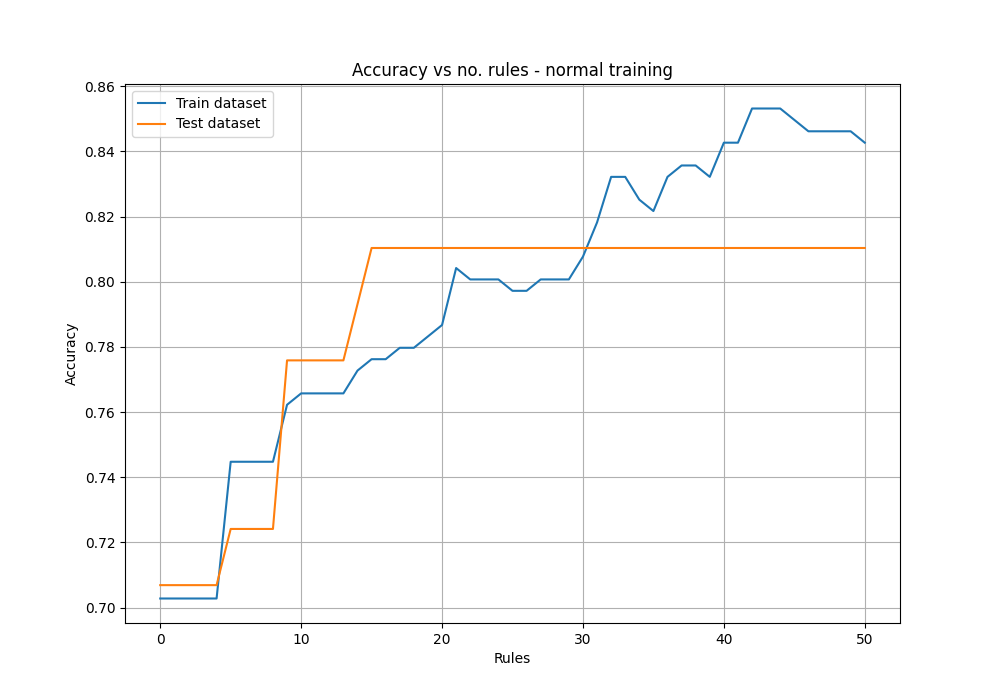 Accuracy vs no. rules - normal training
Train dataset
Test dataset
0.86
0.84
0.82
0.80
0.78
0.76
0.74
0.72
0.70
Accuracy
0 10 20 30 40 50
Rules